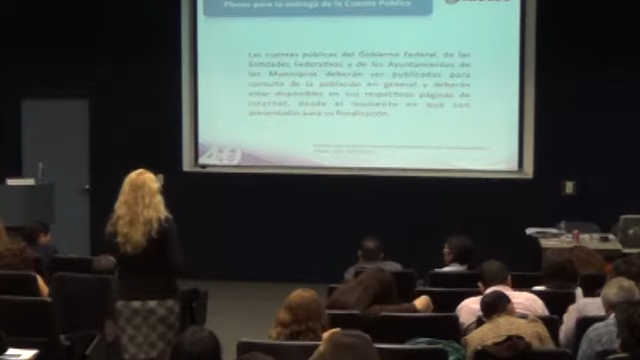 Plazos para la entrega de la Cuenta Pública
Las cuentas públicas del Gobierno Federal, de las
Entidades Federativas y de los Ayuntamientos de
los Municipios deberán ser publicadas para
consulta de la población en general y deberán
estar disponibles en sus respectivas páginas de
Internet, desde el momento en que son
presentadas para su fiscalización.